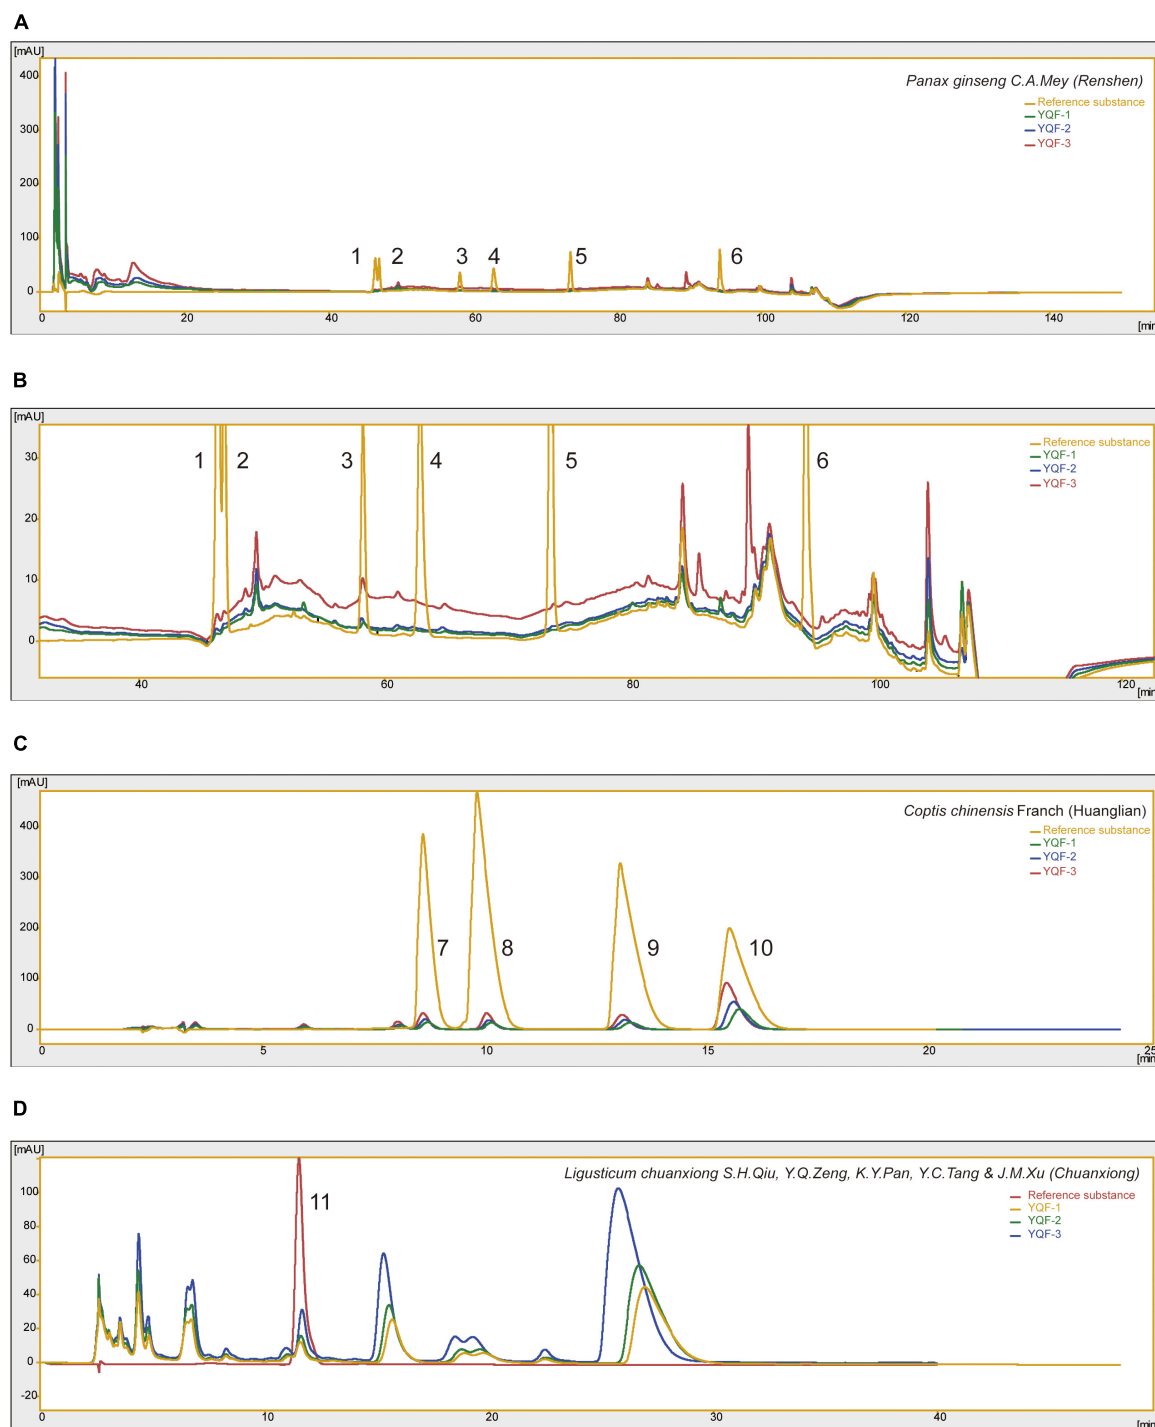 A
[mAU]
Panax ginseng C.A.Mey (Renshen)
Reference substance
YQF-1
YQF-2
YQF-3
400
300
200
100
0
1 2 3 4 5 6
0 20 40 60 80 100 120 140
[min
B
[mAU]
Reference substance
YQF-1
YQF-2
YQF-3
30
20
10
0
1 2 3 4 5 6
40 60 80 100 120
[min
C
[mAU]
Coptis chinensis Franch (Huanglian)
Reference substance
YQF-1
YQF-2
YQF-3
400
300
200
100
0
7 8 9 10
0 5 10 15 20 25
[min
D
[mAU]
Ligusticum chuanxiong S.H.Qiu, Y.Q.Zeng, K.Y.Pan, Y.C.Tang & J.M.Xu (Chuanxiong)
Reference substance
YQF-1
YQF-2
YQF-3
100
80
60
40
20
0
-20
11
0 10 20 30 40
[min